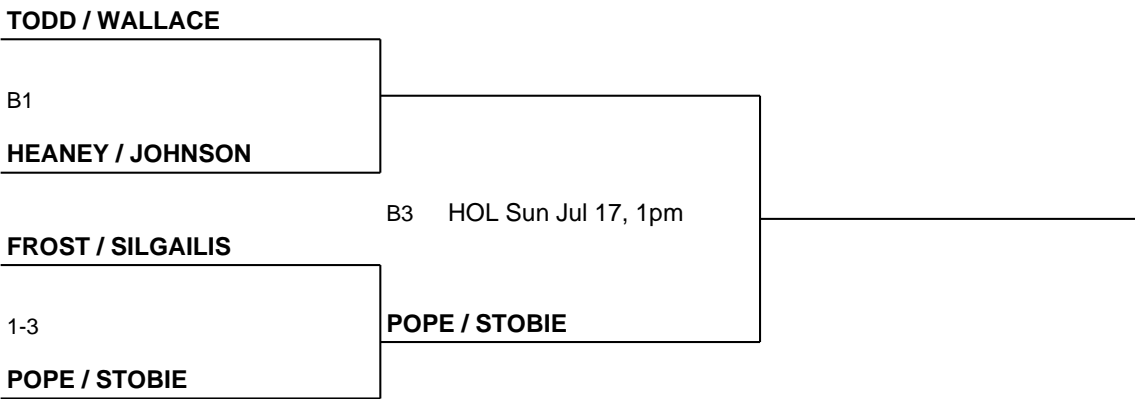 TODD / WALLACE
B1
HEANEY / JOHNSON
B3 HOL Sun Jul 17, 1pm
FROST / SILGAILIS
1-3
POPE / STOBIE
POPE / STOBIE